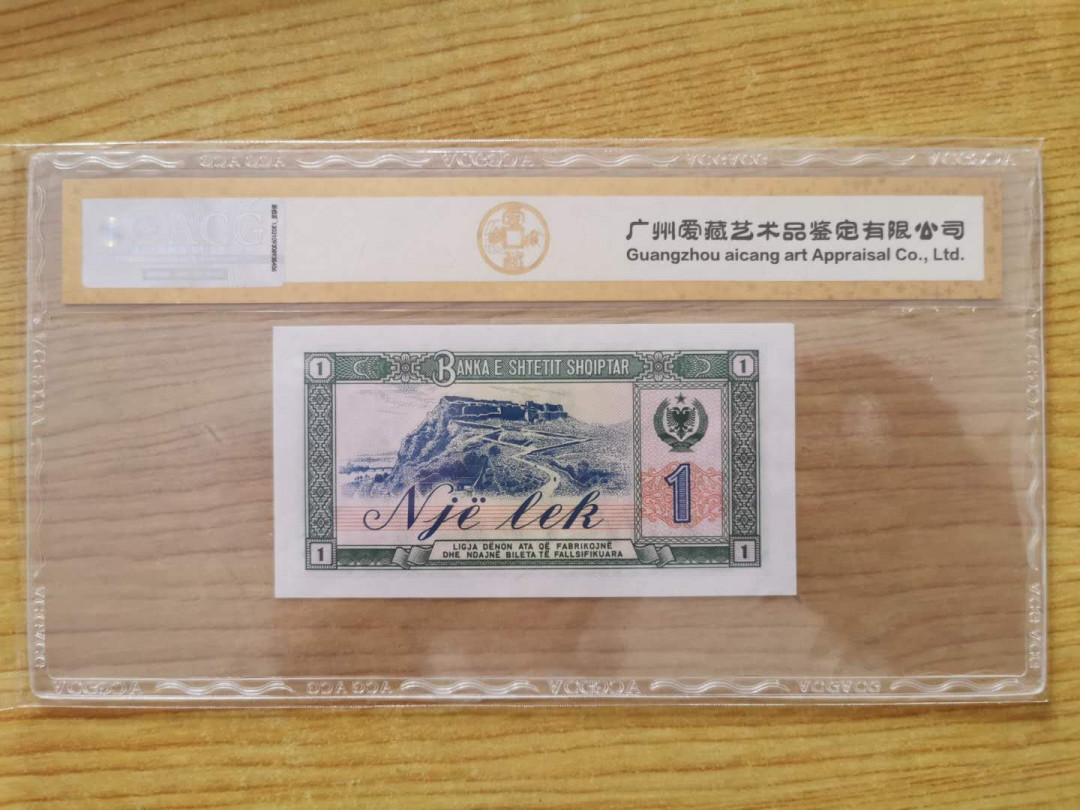 广州爱藏艺术品鉴定有限公司
Guangzhou aicang art Appraisal Co., Ltd.
1 BANKA E SHTETIT SHQIPTAR 1
1
Një lek
1 LIGJA DËNON ATA QË FABRIKOJNË 1
DHE NDAJNË BILETA TË FALLSIFIKUARA